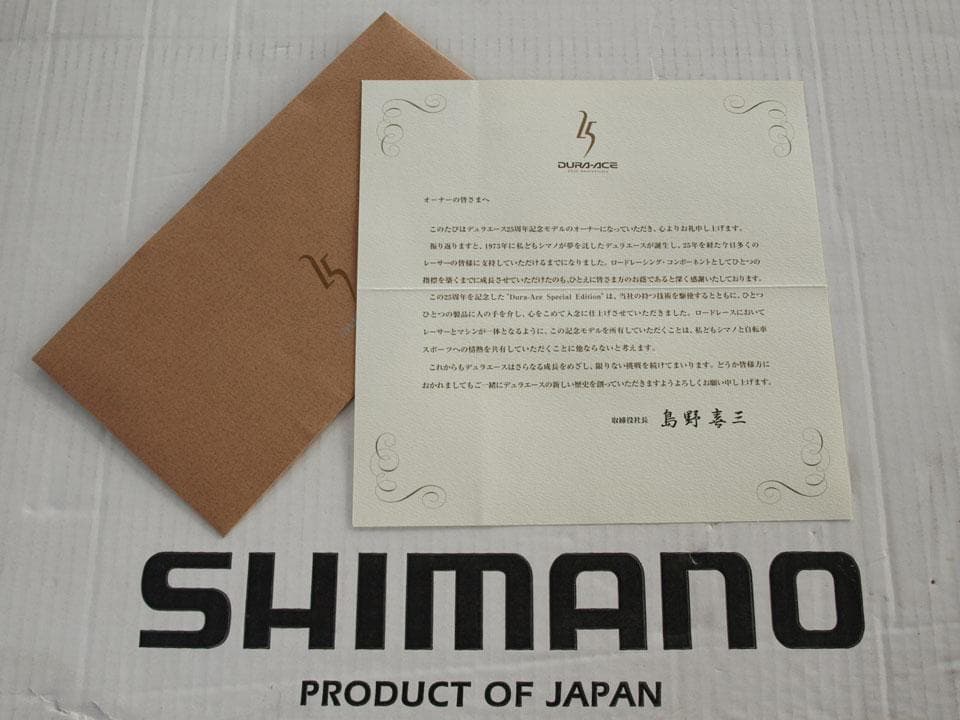 25
DURA-ACE
25
オーナーの皆さまへ
このたびはデュラエース25周年記念モデルのオーナーになっていただき、心よりお礼申し上げます。
振り返りますと、1973年に私どもシマノが夢を託したデュラエースが誕生し、25年を経た今日多くの
レーサーの皆様に支持していただけるまでになりました。ロードレーシング・コンポーネントとしてひとつの
指標を築くまでに成長させていただけたのも、ひとえに皆さま方のお蔭であると深く感謝いたしております。
この25周年を記念した"Dura-Ace Special Edition"は、当社の持つ技術を駆使するとともに、ひとつ
ひとつの製品に人の手を介し、心をこめて入念に仕上げさせていただきました。ロードレースにおいて
レーサーとマシンが一体となるように、この記念モデルを所有していただくことは、私どもシマノと自転車
スポーツへの情熱を共有していただくことに他ならないと考えます。
これからもデュラエースはさらなる成長をめざし、限りない挑戦を続けてまいります。どうか皆様方に
おかれましてもご一緒にデュラエースの新しい歴史を創っていただきますようよろしくお願い申し上げます。
取締役社長 島野喜三
SHIMANO
PRODUCT OF JAPAN